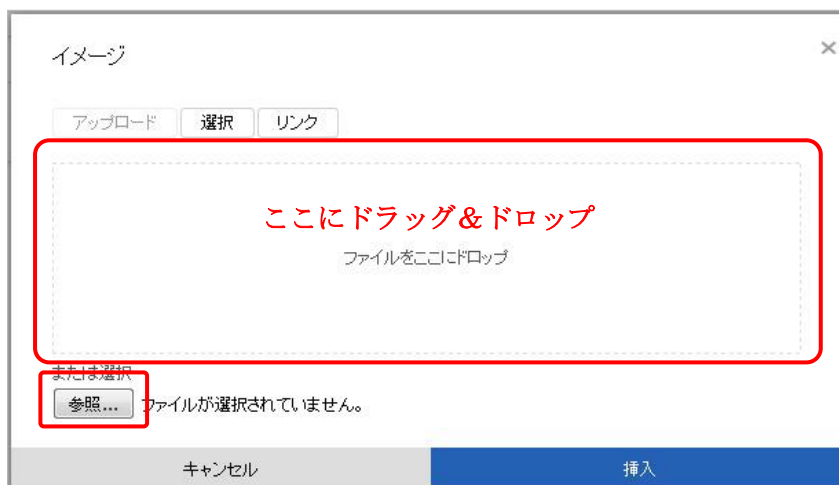 イメージ
×
アップロード 選択 リンク
ここにドラッグ＆ドロップ
ファイルをここにドロップ
または選択
参照... ファイルが選択されていません。
キャンセル 挿入